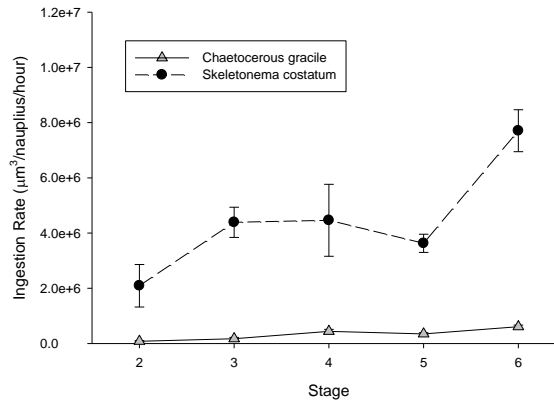 1.2e+7
1.0e+7
8.0e+6
6.0e+6
4.0e+6
2.0e+6
0.0
Ingestion Rate (μm³/nauplius/hour)
Chaetocerous gracile
Skeletonema costatum
2 3 4 5 6
Stage